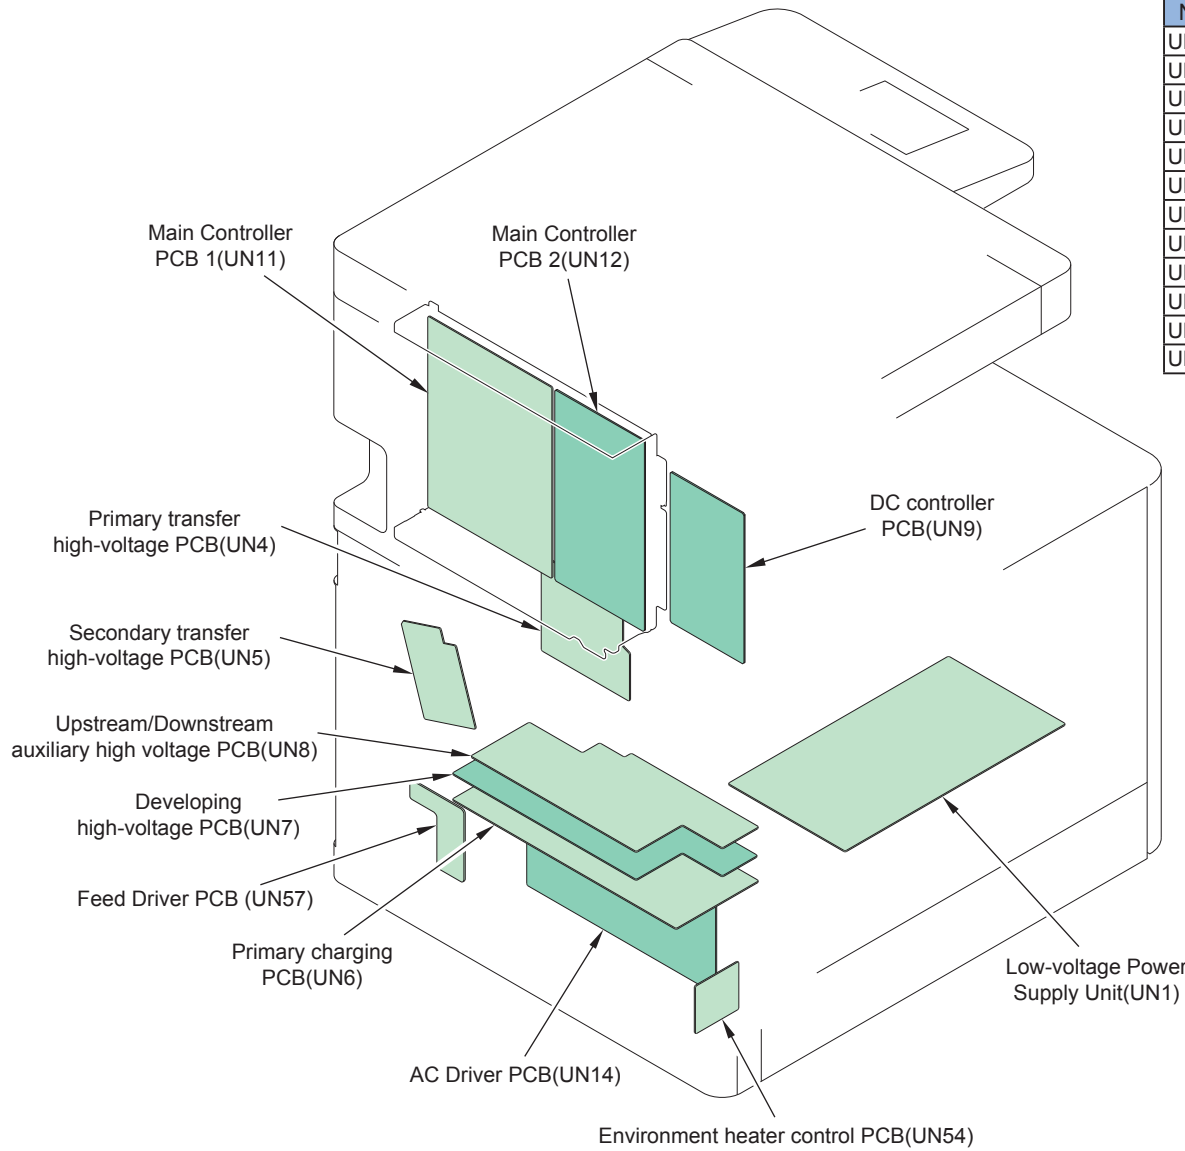 Main Controller
PCB 1(UN11)
Main Controller
PCB 2(UN12)
Primary transfer
high-voltage PCB(UN4)
DC controller
PCB(UN9)
Secondary transfer
high-voltage PCB(UN5)
Upstream/Downstream
auxiliary high voltage PCB(UN8)
Developing
high-voltage PCB(UN7)
Feed Driver PCB (UN57)
Primary charging
PCB(UN6)
Low-voltage Power
Supply Unit(UN1)
AC Driver PCB(UN14)
Environment heater control PCB(UN54)